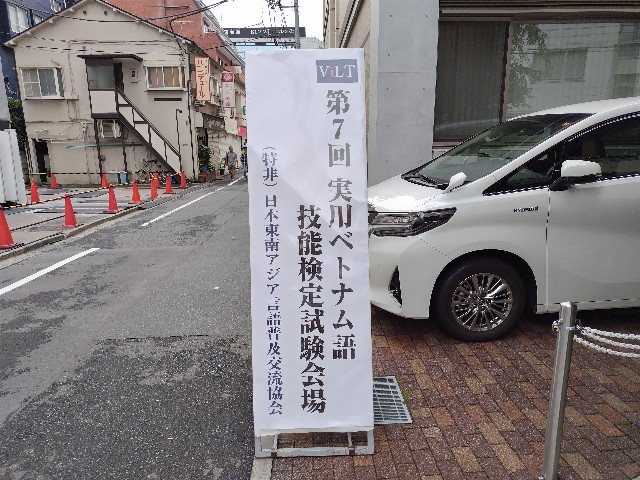 ViLT
第7回 実用ベトナム語
技能検定試験会場
(特非)日本東南アジア言語普及交流協会
HYBRID